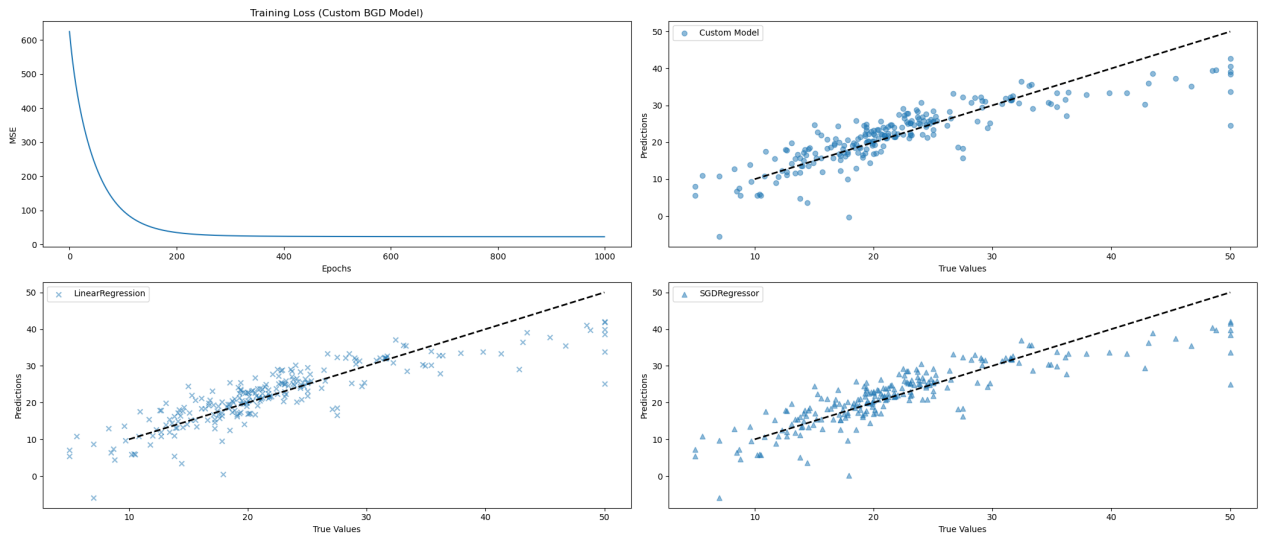 Training Loss (Custom BGD Model)
MSE
600
500
400
300
200
100
0
0 200 400 600 800 1000
Epochs
Custom Model
Predictions
50
40
30
20
10
0
10 20 30 40 50
True Values
LinearRegression
Predictions
50
40
30
20
10
0
10 20 30 40 50
True Values
SGDRegressor
Predictions
50
40
30
20
10
0
10 20 30 40 50
True Values